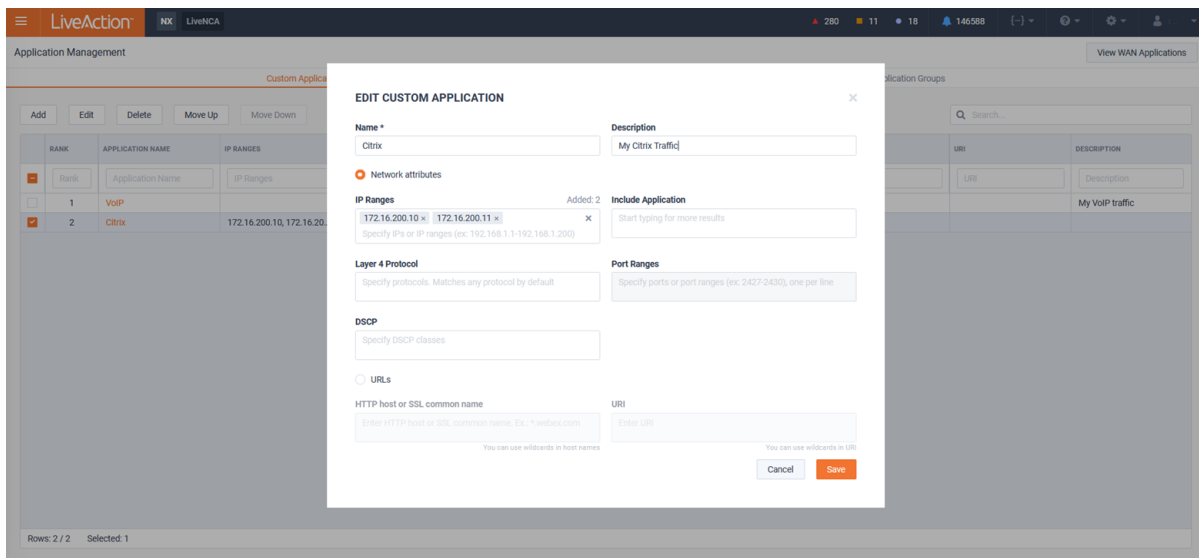 LiveAction NX LiveNCA 280 11 18 146588 {-}
Application Management View WAN Applications
Custom Applica plication Groups
Add Edit Delete Move Up Move Down Search...
RANK APPLICATION NAME IP RANGES URI DESCRIPTION
Rank Application Name IP Ranges URI Description
1 VoIP My VoIP traffic
2 Citrix 172.16.200.10, 172.16.20..
EDIT CUSTOM APPLICATION
Name * Description
Citrix My Citrix Traffic
Network attributes
IP Ranges Added: 2 Include Application
172.16.200.10 × 172.16.200.11 × Start typing for more results
Specify IPs or IP ranges (ex: 192.168.1.1-192.168.1.200)
Layer 4 Protocol Port Ranges
Specify protocols. Matches any protocol by default Specify ports or port ranges (ex: 2427-2430), one per line
DSCP
Specify DSCP classes
URLs
HTTP host or SSL common name URI
Enter HTTP host or SSL common name. Ex.: *.webex.com Enter URI
You can use wildcards in host names You can use wildcards in URI
Cancel Save
Rows: 2 / 2 Selected: 1